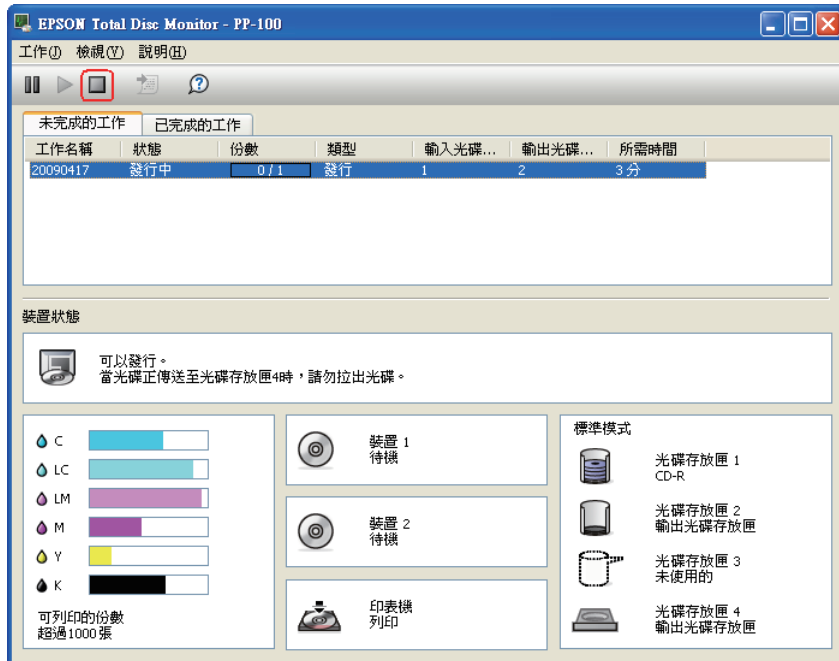 EPSON Total Disc Monitor - PP-100
工作(J) 檢視(V) 說明(H)
未完成的工作 已完成的工作
工作名稱 狀態 份數 類型 輸入光碟... 輸出光碟... 所需時間
20090417 發行中 0 / 1 發行 1 2 3 分
裝置狀態
可以發行。
當光碟正傳送至光碟存放匣4時，請勿拉出光碟。
C
LC
LM
M
Y
K
可列印的份數
超過1000張
裝置 1
待機
裝置 2
待機
印表機
列印
標準模式
光碟存放匣 1
CD-R
光碟存放匣 2
輸出光碟存放匣
光碟存放匣 3
未使用的
光碟存放匣 4
輸出光碟存放匣